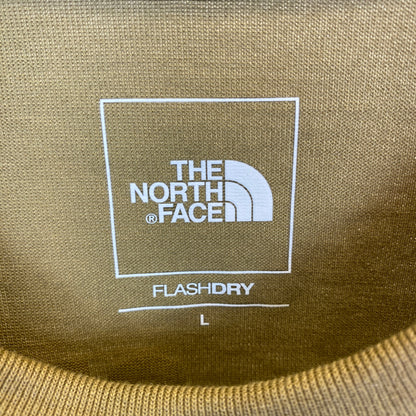 THE
NORTH
® FACE
FLASHDRY
L